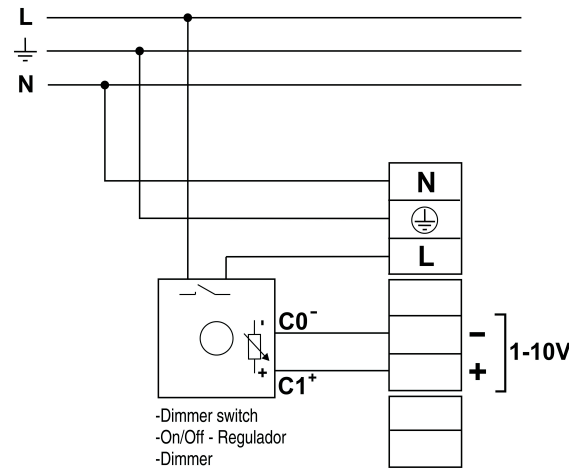 L
N
N
L
C0-
-
-
1-10V
+
+
C1+
-Dimmer switch
-On/Off - Regulador
-Dimmer